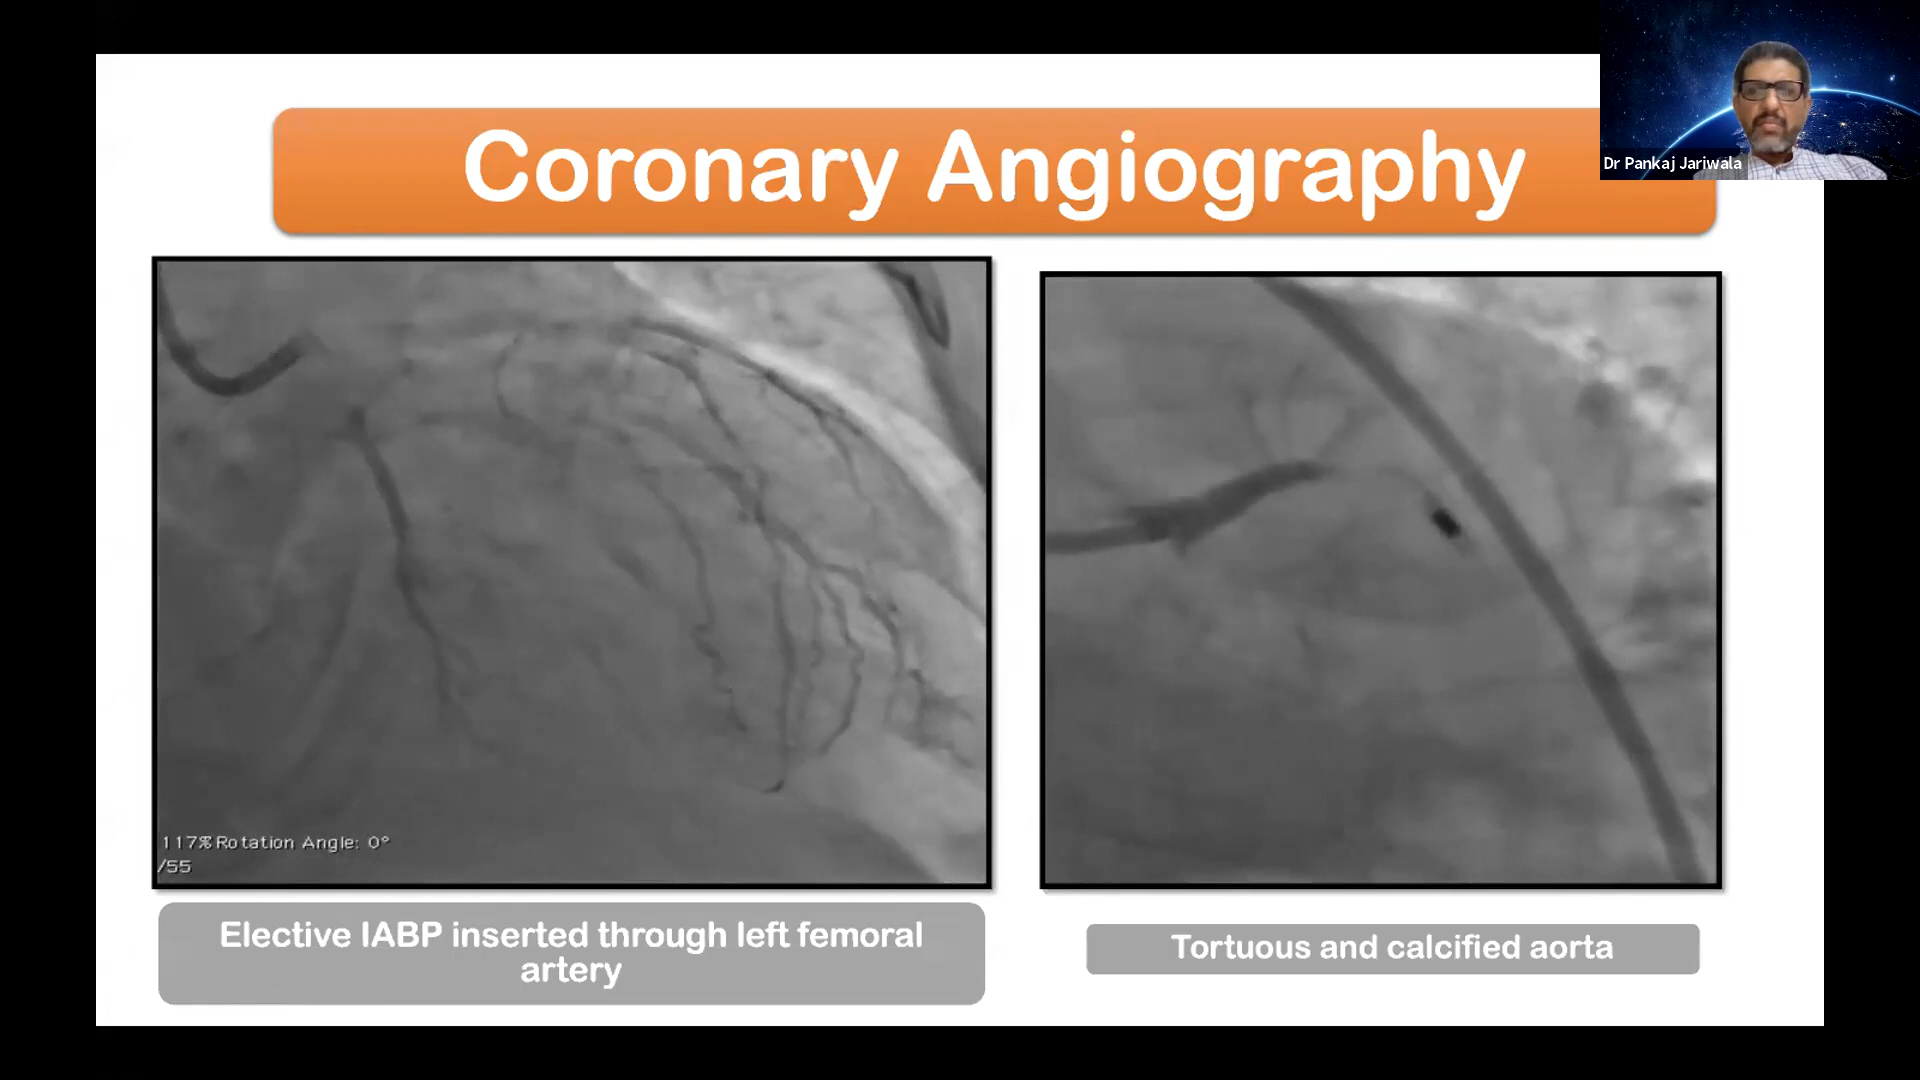 Coronary Angiography
Dr Pankaj Jariwala
117% Rotation Angle: 0°
/55
Elective IABP inserted through left femoral
artery
Tortuous and calcified aorta